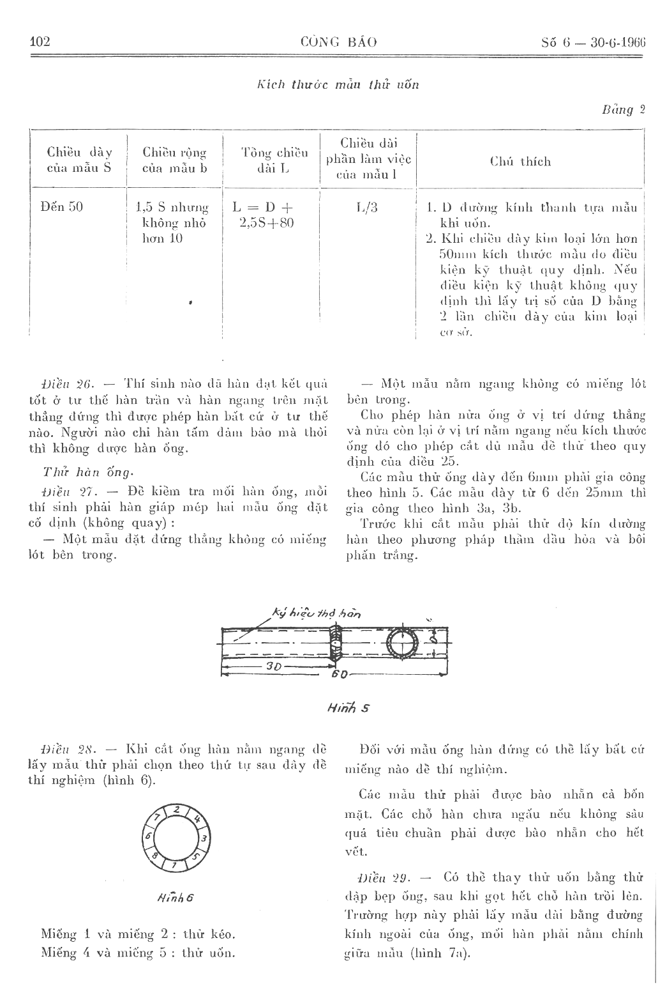 102
CÔNG BÁO
Số 6 — 30-6-1966
Kích thước mẫu thử uốn
Bảng 2
Chiều dày
của mẫu S
Chiều rộng
của mẫu b
Tổng chiều
dài L
Chiều dài
phần làm việc
của mẫu l
Chú thích
Đến 50
1,5 S nhưng
không nhỏ
hơn 10
L = D +
2,5S+80
L/3
1. D đường kính thanh tựa mẫu
khi uốn.
2. Khi chiều dày kim loại lớn hơn
50mm kích thước mẫu do điều
kiện kỹ thuật quy định. Nếu
điều kiện kỹ thuật không quy
định thì lấy trị số của D bằng
2 lần chiều dày của kim loại
cơ sở.
Điều 26. — Thí sinh nào đã hàn đạt kết quả
tốt ở tư thế hàn trần và hàn ngang trên mặt
thẳng đứng thì được phép hàn bất cứ ở tư thế
nào. Người nào chỉ hàn tấm đảm bảo mà thôi
thì không được hàn ống.
Thử hàn ống.
Điều 27. — Để kiểm tra mối hàn ống, mỗi
thí sinh phải hàn giáp mép hai mẫu ống đặt
cố định (không quay) :
— Một mẫu đặt đứng thẳng không có miếng
lót bên trong.
— Một mẫu nằm ngang không có miếng lót
bên trong.
Cho phép hàn nửa ống ở vị trí đứng thẳng
và nửa còn lại ở vị trí nằm ngang nếu kích thước
ống đó cho phép cắt đủ mẫu để thử theo quy
định của điều 25.
Các mẫu thử ống dày đến 6mm phải gia công
theo hình 5. Các mẫu dày từ 6 đến 25mm thì
gia công theo hình 3a, 3b.
Trước khi cắt mẫu phải thử độ kín đường
hàn theo phương pháp thấm dầu hỏa và bôi
phấn trắng.
Ký hiệu thợ hàn
D
3D
6D
Hình 5
Điều 28. — Khi cắt ống hàn nằm ngang để
lấy mẫu thử phải chọn theo thứ tự sau đây để
thí nghiệm (hình 6).
7 2 4
6 3
8 1 5
Hình 6
Miếng 1 và miếng 2 : thử kéo.
Miếng 4 và miếng 5 : thử uốn.
Đối với mẫu ống hàn đứng có thể lấy bất cứ
miếng nào để thí nghiệm.
Các mẫu thử phải được bào nhẵn cả bốn
mặt. Các chỗ hàn chưa ngấu nếu không sâu
quá tiêu chuẩn phải được bào nhẵn cho hết
vết.
Điều 29. — Có thể thay thử uốn bằng thử
dập bẹp ống, sau khi gọt hết chỗ hàn trồi lên.
Trường hợp này phải lấy mẫu dài bằng đường
kính ngoài của ống, mối hàn phải nằm chính
giữa mẫu (hình 7a).